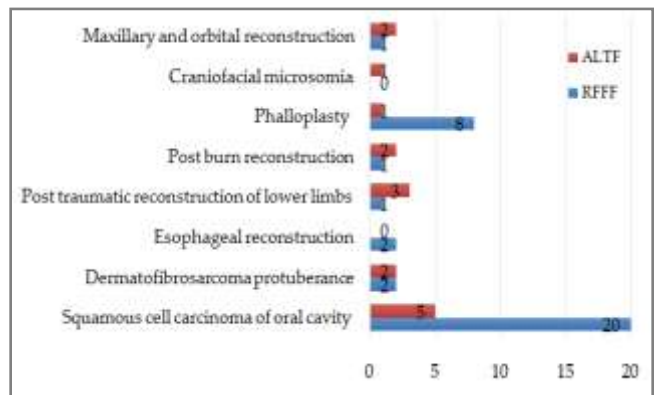 Maxillary and orbital reconstruction 2 1
Craniofacial microsomia 1 0
Phalloplasty 1 8
Post burn reconstruction 2 1
Post traumatic reconstruction of lower limbs 3 1
Esophageal reconstruction 0 2
Dermatofibrosarcoma protuberance 2 2
Squamous cell carcinoma of oral cavity 5 20
0 5 10 15 20
ALTF
RFFF